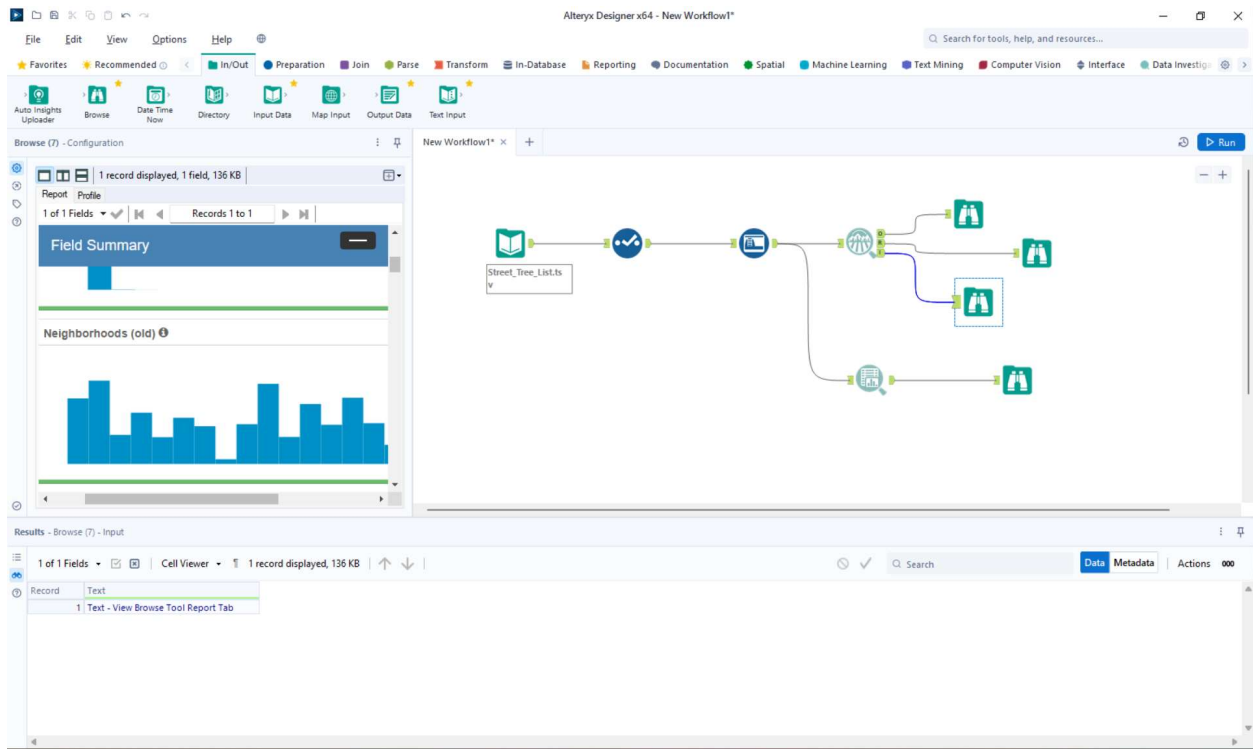 Alteryx Designer x64 - New Workflow1*
File Edit View Options Help
Search for tools, help, and resources...
Favorites Recommended In/Out Preparation Join Parse Transform In-Database Reporting Documentation Spatial Machine Learning Text Mining Computer Vision Interface Data Investig
Auto Insights Uploader
Browse
Date Time Now
Directory
Input Data
Map Input
Output Data
Text Input
Browse (7) - Configuration
New Workflow1*
Run
1 record displayed, 1 field, 136 KB
Report Profile
1 of 1 Fields
Records 1 to 1
Field Summary
Neighborhoods (old)
Street_Tree_List.ts
v
D
R
I
Results - Browse (7) - Input
1 of 1 Fields Cell Viewer 1 record displayed, 136 KB
Search
Data Metadata Actions 000
Record Text
1 Text - View Browse Tool Report Tab